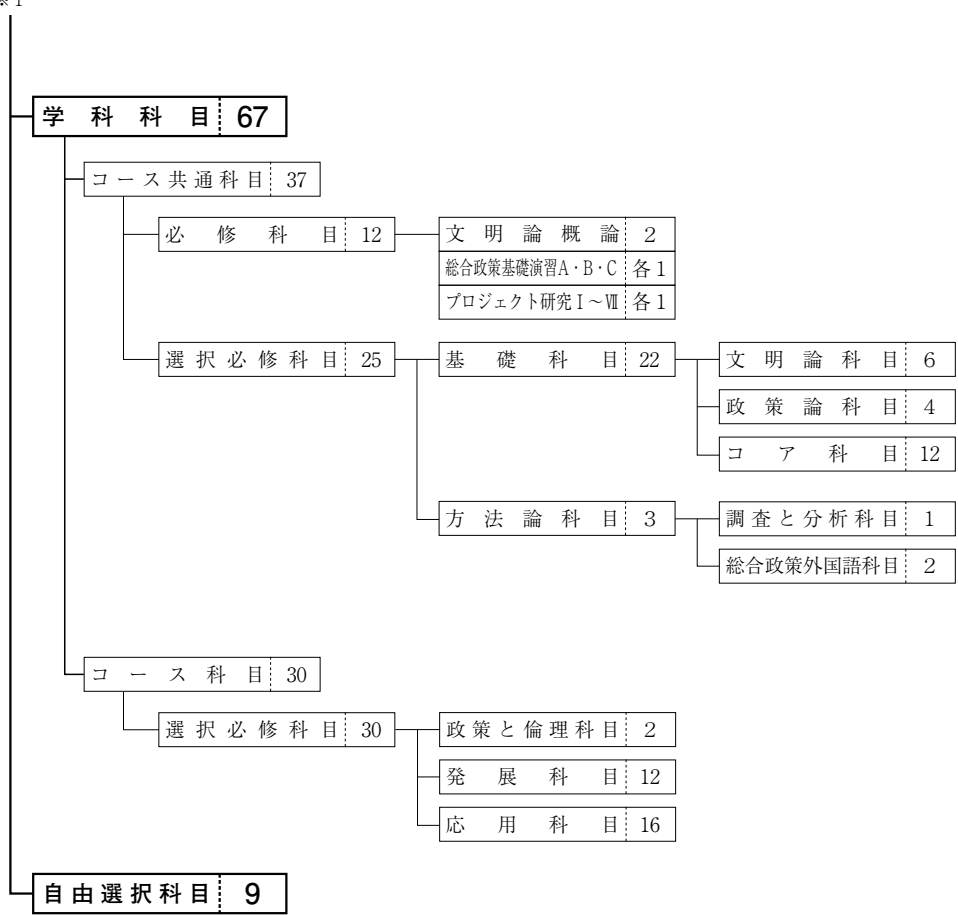 ※1
学科科目 67
コース共通科目 37
必修科目 12
文明論概論 2
総合政策基礎演習A・B・C 各1
プロジェクト研究Ⅰ~Ⅶ 各1
選択必修科目 25
基礎科目 22
文明論科目 6
政策論科目 4
コア科目 12
方法論科目 3
調査と分析科目 1
総合政策外国語科目 2
コース科目 30
選択必修科目 30
政策と倫理科目 2
発展科目 12
応用科目 16
自由選択科目 9